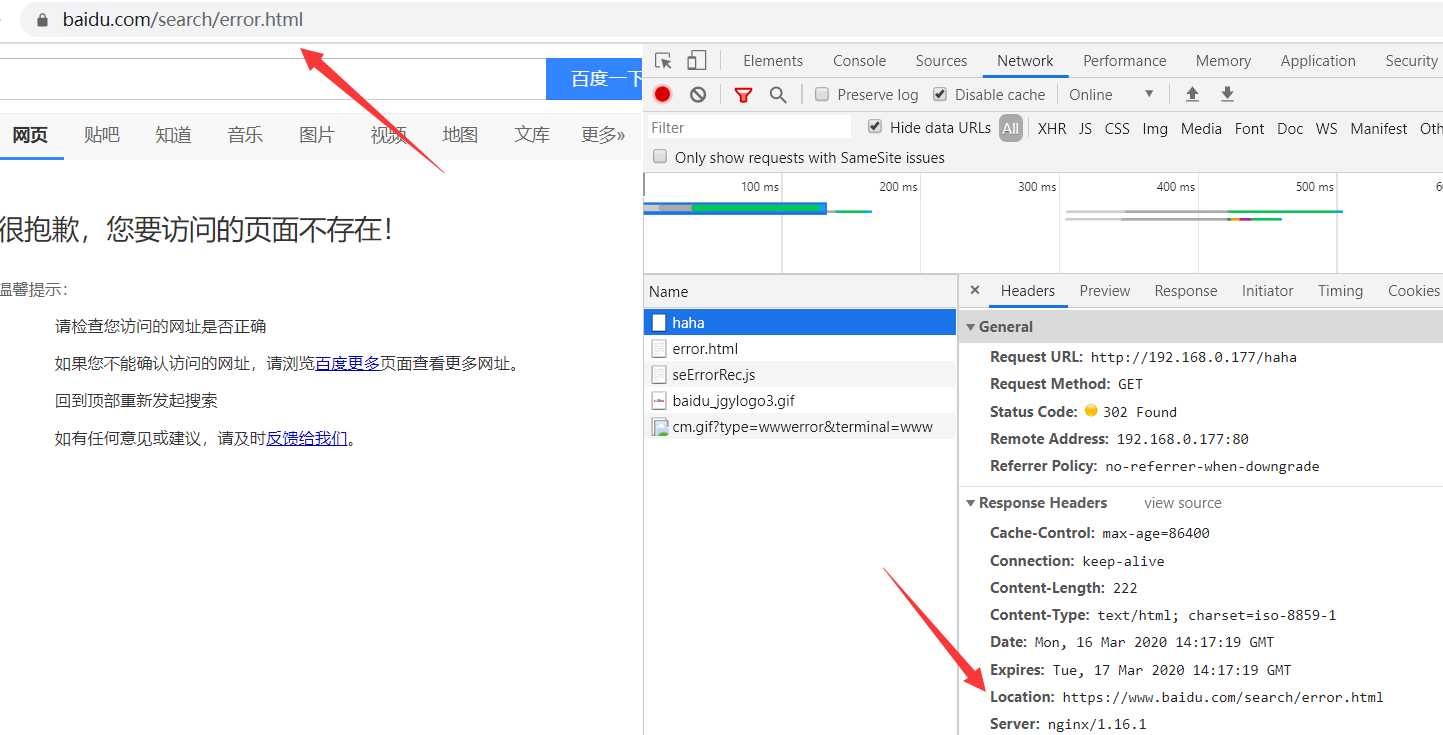 baidu.com/search/error.html
百度一下
网页 贴吧 知道 音乐 图片 视频 地图 文库 更多»
很抱歉，您要访问的页面不存在！
温馨提示：
请检查您访问的网址是否正确
如果您不能确认访问的网址，请浏览百度更多页面查看更多网址。
回到顶部重新发起搜索
如有任何意见或建议，请及时反馈给我们。
Elements Console Sources Network Performance Memory Application Security
Preserve log Disable cache Online
Filter Hide data URLs All XHR JS CSS Img Media Font Doc WS Manifest Oth
Only show requests with SameSite issues
100 ms 200 ms 300 ms 400 ms 500 ms 6
Name
haha
error.html
seErrorRec.js
baidu_jgylogo3.gif
cm.gif?type=wwwerror&terminal=www
× Headers Preview Response Initiator Timing Cookies
General
Request URL: http://192.168.0.177/haha
Request Method: GET
Status Code: 302 Found
Remote Address: 192.168.0.177:80
Referrer Policy: no-referrer-when-downgrade
Response Headers view source
Cache-Control: max-age=86400
Connection: keep-alive
Content-Length: 222
Content-Type: text/html; charset=iso-8859-1
Date: Mon, 16 Mar 2020 14:17:19 GMT
Expires: Tue, 17 Mar 2020 14:17:19 GMT
Location: https://www.baidu.com/search/error.html
Server: nginx/1.16.1